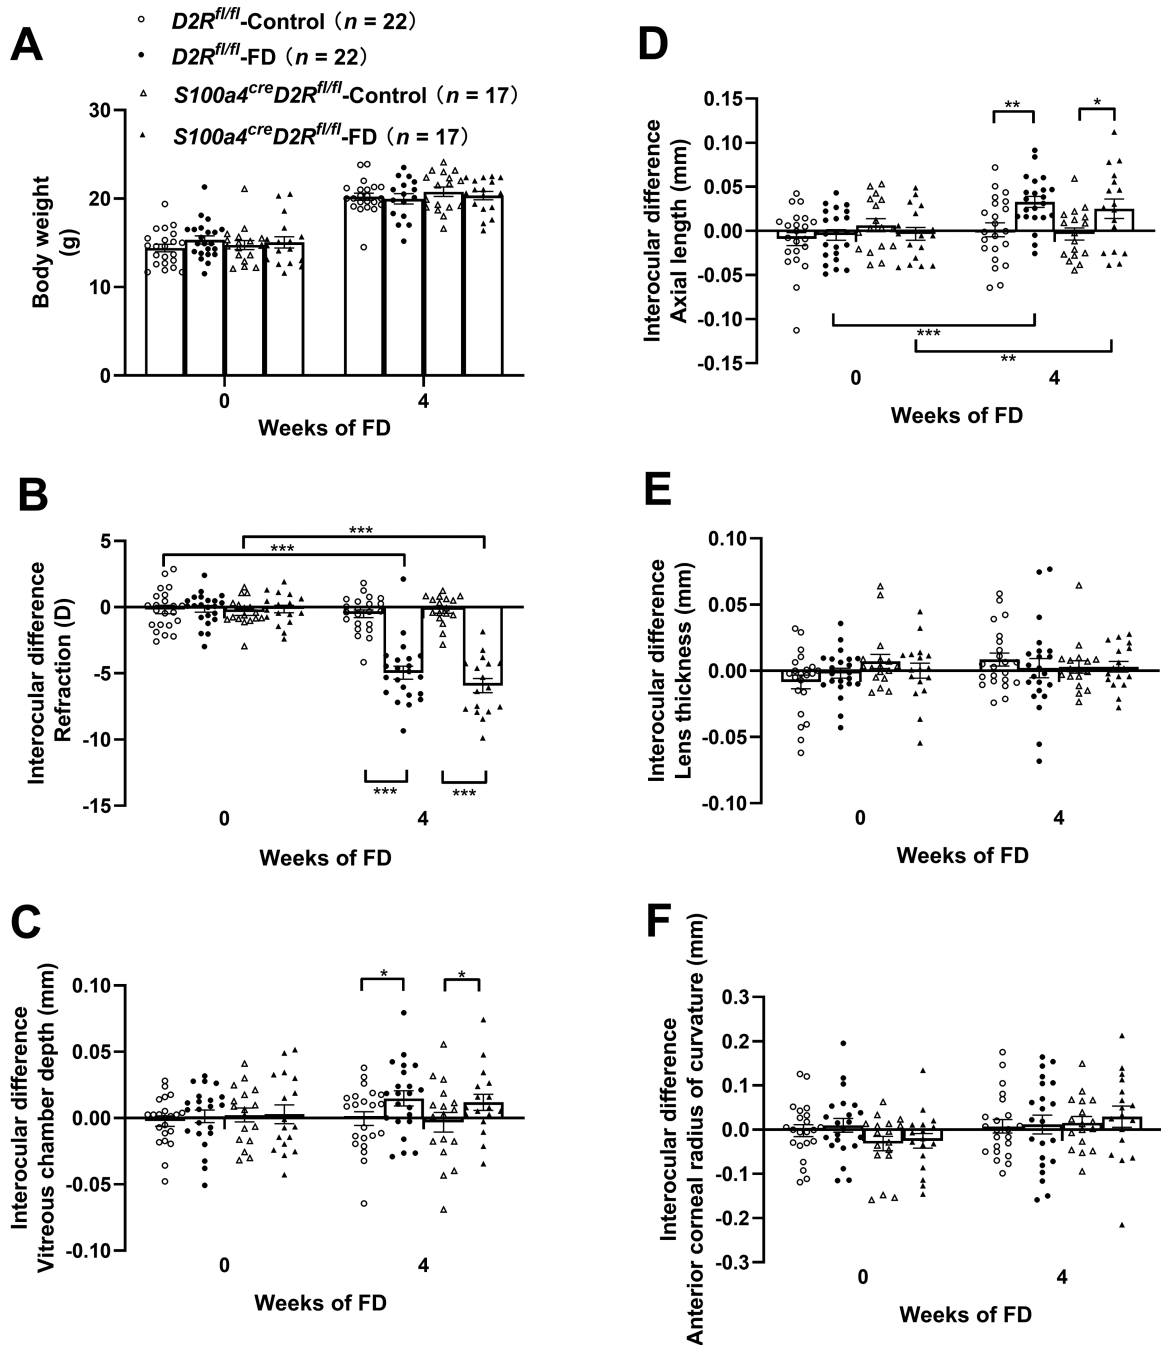 A
D2R^fl/fl-Control (n = 22)
D2R^fl/fl-FD (n = 22)
S100a4^cre D2R^fl/fl-Control (n = 17)
S100a4^cre D2R^fl/fl-FD (n = 17)
Body weight
(g)
30
20
10
0
0
4
Weeks of FD
B
Interocular difference
Refraction (D)
5
0
-5
-10
-15
***
***
***
***
0
4
Weeks of FD
C
Interocular difference
Vitreous chamber depth (mm)
0.10
0.05
0.00
-0.05
-0.10
*
*
0
4
Weeks of FD
D
Interocular difference
Axial length (mm)
0.15
0.10
0.05
0.00
-0.05
-0.10
-0.15
**
*
***
**
0
4
Weeks of FD
E
Interocular difference
Lens thickness (mm)
0.10
0.05
0.00
-0.05
-0.10
0
4
Weeks of FD
F
Interocular difference
Anterior corneal radius of curvature (mm)
0.3
0.2
0.1
0.0
-0.1
-0.2
-0.3
0
4
Weeks of FD